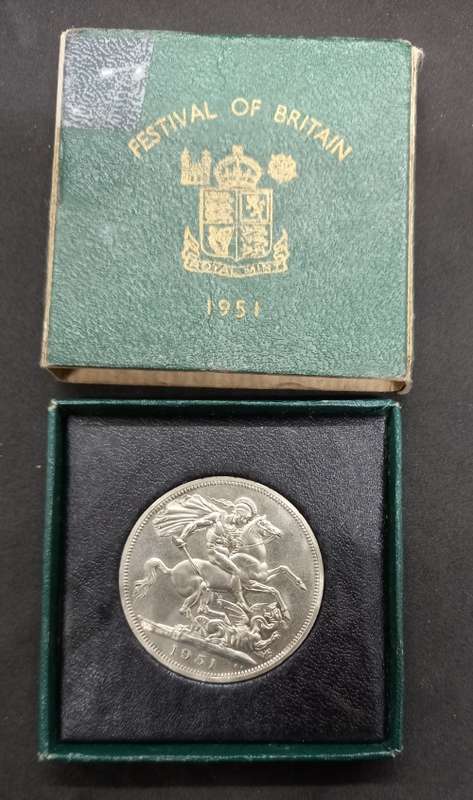 FESTIVAL OF BRITAIN
ROYAL MINT
1951
1951